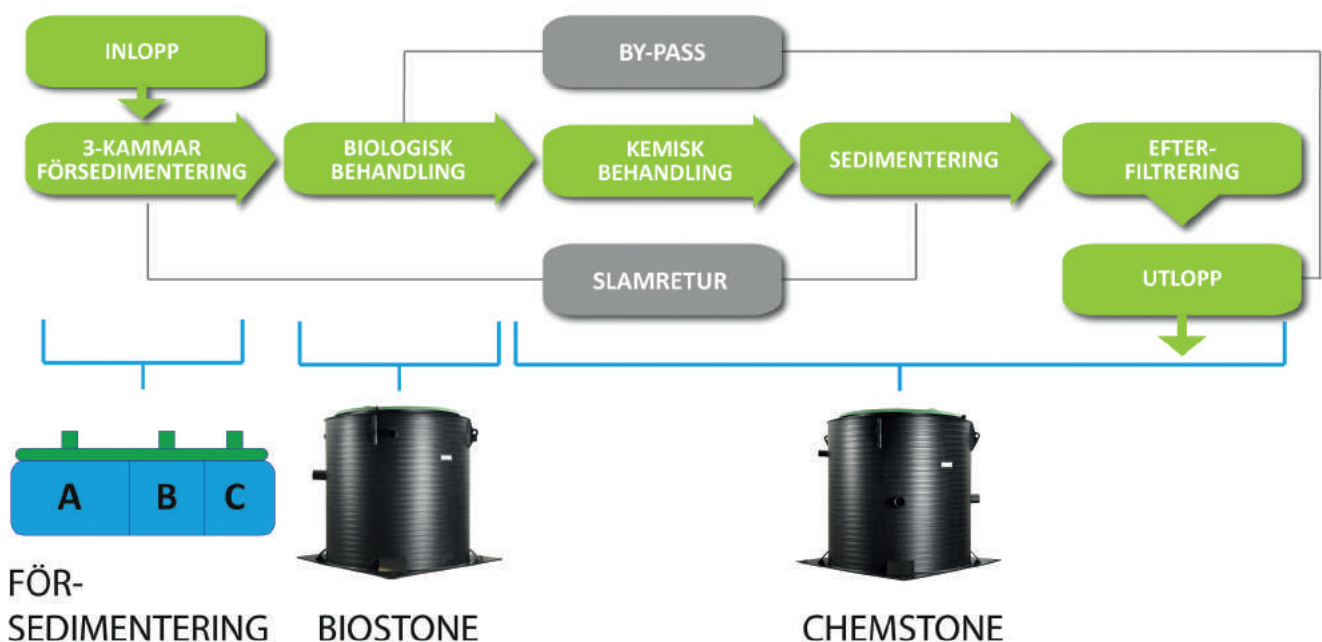 INLOPP
BY-PASS
3-KAMMAR
FÖRSEDIMENTERING
BIOLOGISK
BEHANDLING
KEMISK
BEHANDLING
SEDIMENTERING
EFTER-
FILTRERING
SLAMRETUR
UTLOPP
A B C
FÖR-
SEDIMENTERING
BIOSTONE
CHEMSTONE